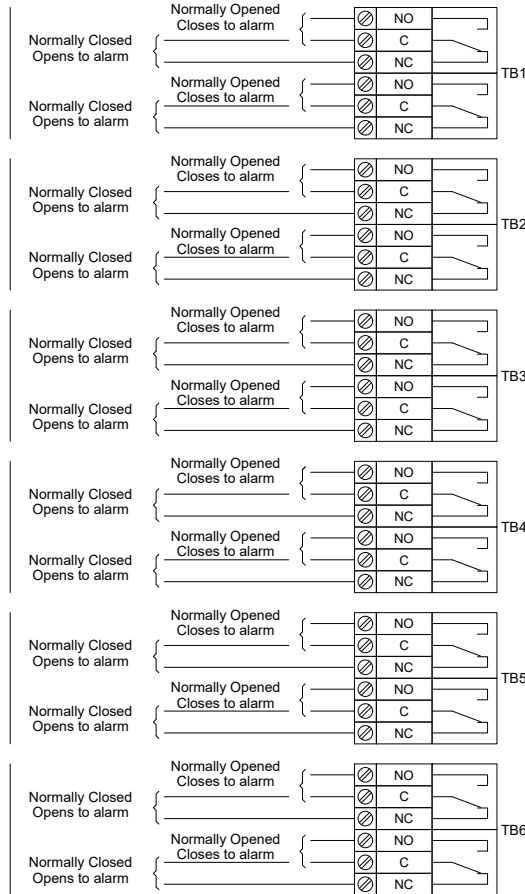 Normally Opened
Closes to alarm
NO
Normally Closed
Opens to alarm
C
NC
TB1
Normally Opened
Closes to alarm
NO
Normally Closed
Opens to alarm
C
NC
Normally Opened
Closes to alarm
NO
Normally Closed
Opens to alarm
C
NC
TB2
Normally Opened
Closes to alarm
NO
Normally Closed
Opens to alarm
C
NC
Normally Opened
Closes to alarm
NO
Normally Closed
Opens to alarm
C
NC
TB3
Normally Opened
Closes to alarm
NO
Normally Closed
Opens to alarm
C
NC
Normally Opened
Closes to alarm
NO
Normally Closed
Opens to alarm
C
NC
TB4
Normally Opened
Closes to alarm
NO
Normally Closed
Opens to alarm
C
NC
Normally Opened
Closes to alarm
NO
Normally Closed
Opens to alarm
C
NC
TB5
Normally Opened
Closes to alarm
NO
Normally Closed
Opens to alarm
C
NC
Normally Opened
Closes to alarm
NO
Normally Closed
Opens to alarm
C
NC
TB6
Normally Opened
Closes to alarm
NO
Normally Closed
Opens to alarm
C
NC